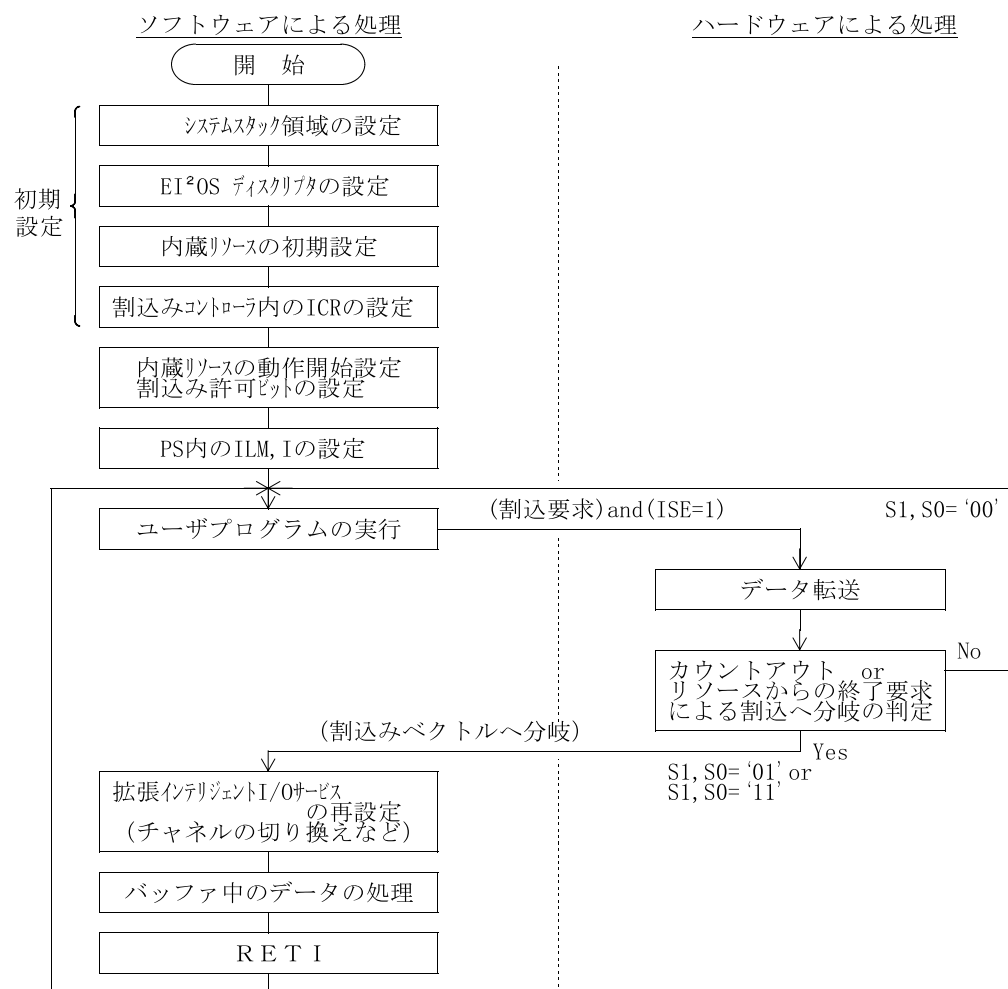 ソフトウェアによる処理
ハードウェアによる処理
開　始
ｼｽﾃﾑｽﾀｯｸ領域の設定
EI²OS ﾃﾞｨｽｸﾘﾌﾟﾀの設定
初期
設定
内蔵ﾘｿｰｽの初期設定
割込みｺﾝﾄﾛｰﾗ内のICRの設定
内蔵ﾘｿｰｽの動作開始設定
割込み許可ﾋﾞｯﾄの設定
PS内のILM,Iの設定
(割込要求)and(ISE=1)
S1,S0=‘00’
ユーザプログラムの実行
データ転送
No
カウントアウト　or
リソースからの終了要求
による割込へ分岐の判定
(割込みベクトルへ分岐)
Yes
S1,S0=‘01’or
S1,S0=‘11’
拡張ｲﾝﾃﾘｼﾞｪﾝﾄI/Oｻｰﾋﾞｽ
の再設定
(チャネルの切り換えなど)
バッファ中のデータの処理
ＲＥＴＩ